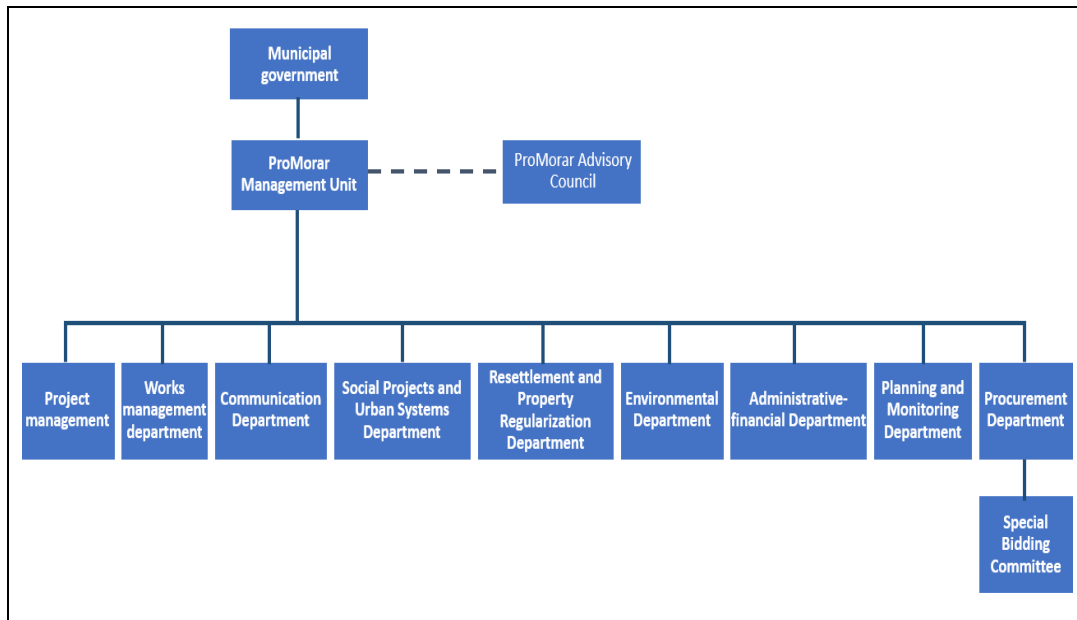 Municipal
government
ProMorar
Management Unit
ProMorar Advisory
Council
Project
management
Works
management
department
Communication
Department
Social Projects and
Urban Systems
Department
Resettlement and
Property
Regularization
Department
Environmental
Department
Administrative-
financial Department
Planning and
Monitoring
Department
Procurement
Department
Special
Bidding
Committee